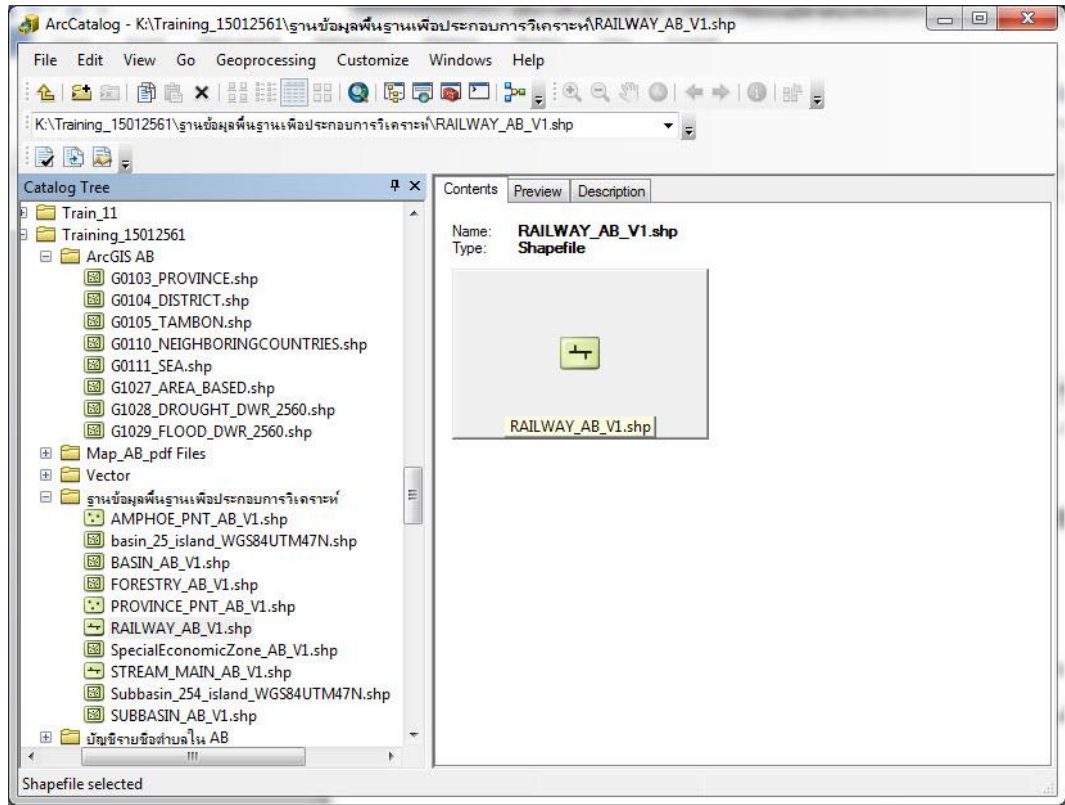 ArcCatalog - K:\Training_15012561\ฐานข้อมูลพื้นฐานเพื่อประกอบการวิเคราะห์\RAILWAY_AB_V1.shp
File Edit View Go Geoprocessing Customize Windows Help
K:\Training_15012561\ฐานข้อมูลพื้นฐานเพื่อประกอบการวิเคราะห์\RAILWAY_AB_V1.shp
Catalog Tree
Train_11
Training_15012561
ArcGIS AB
G0103_PROVINCE.shp
G0104_DISTRICT.shp
G0105_TAMBON.shp
G0110_NEIGHBORINGCOUNTRIES.shp
G0111_SEA.shp
G1027_AREA_BASED.shp
G1028_DROUGHT_DWR_2560.shp
G1029_FLOOD_DWR_2560.shp
Map_AB_pdf Files
Vector
ฐานข้อมูลพื้นฐานเพื่อประกอบการวิเคราะห์
AMPHOE_PNT_AB_V1.shp
basin_25_island_WGS84UTM47N.shp
BASIN_AB_V1.shp
FORESTRY_AB_V1.shp
PROVINCE_PNT_AB_V1.shp
RAILWAY_AB_V1.shp
SpecialEconomicZone_AB_V1.shp
STREAM_MAIN_AB_V1.shp
Subbasin_254_island_WGS84UTM47N.shp
SUBBASIN_AB_V1.shp
บัญชีรายชื่อตำบลใน AB
Contents Preview Description
Name: RAILWAY_AB_V1.shp
Type: Shapefile
RAILWAY_AB_V1.shp
Shapefile selected